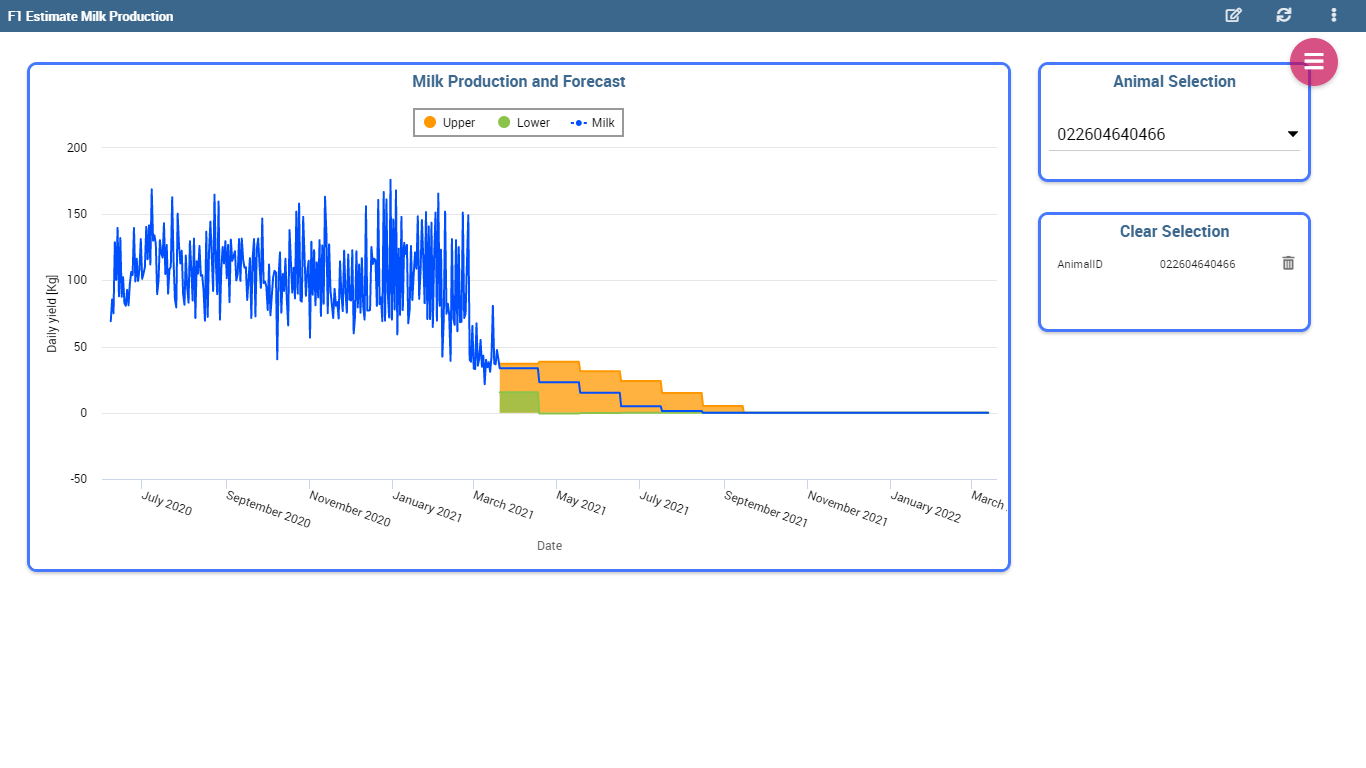 F1 Estimate Milk Production
Milk Production and Forecast
Upper Lower Milk
200
150
100
50
0
-50
Daily yield [Kg]
July 2020 September 2020 November 2020 January 2021 March 2021 May 2021 July 2021 September 2021 November 2021 January 2022 March
Date
Animal Selection
022604640466
Clear Selection
AnimalID 022604640466